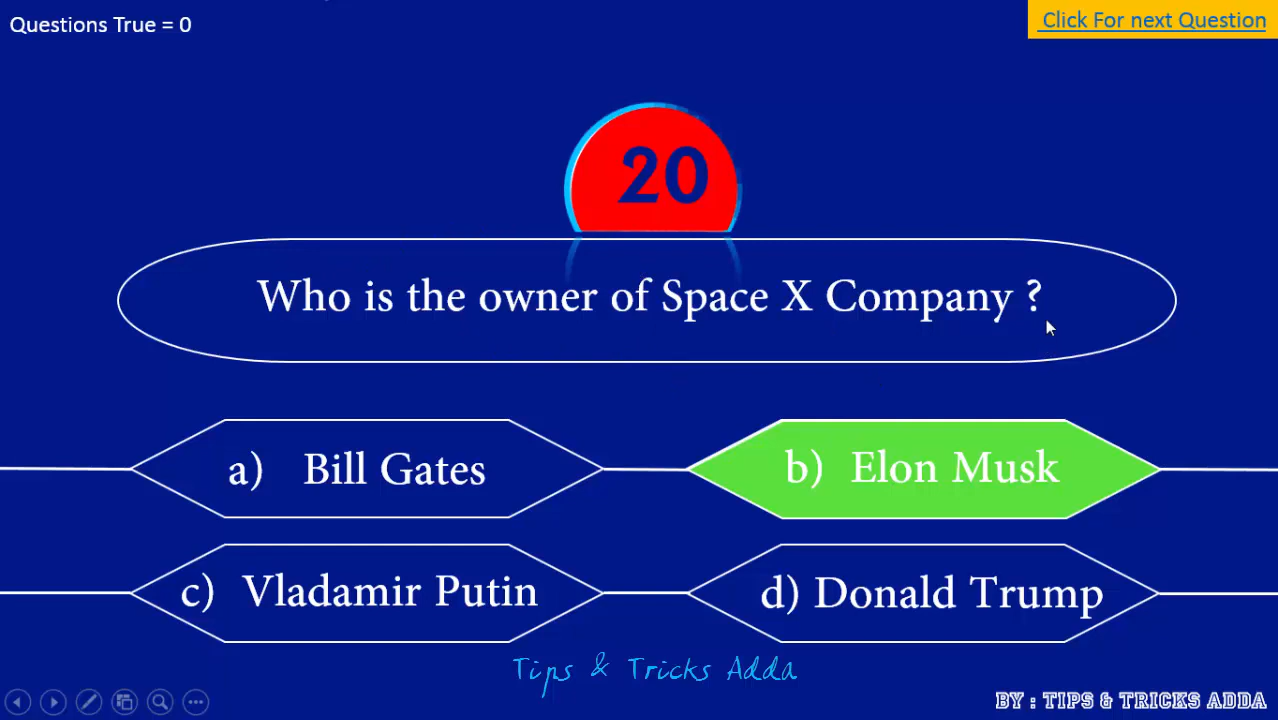 Questions True = 0
Click For next Question
20
Who is the owner of Space X Company ?
a) Bill Gates
b) Elon Musk
c) Vladamir Putin
d) Donald Trump
Tips & Tricks Adda
BY : TIPS & TRICKS ADDA